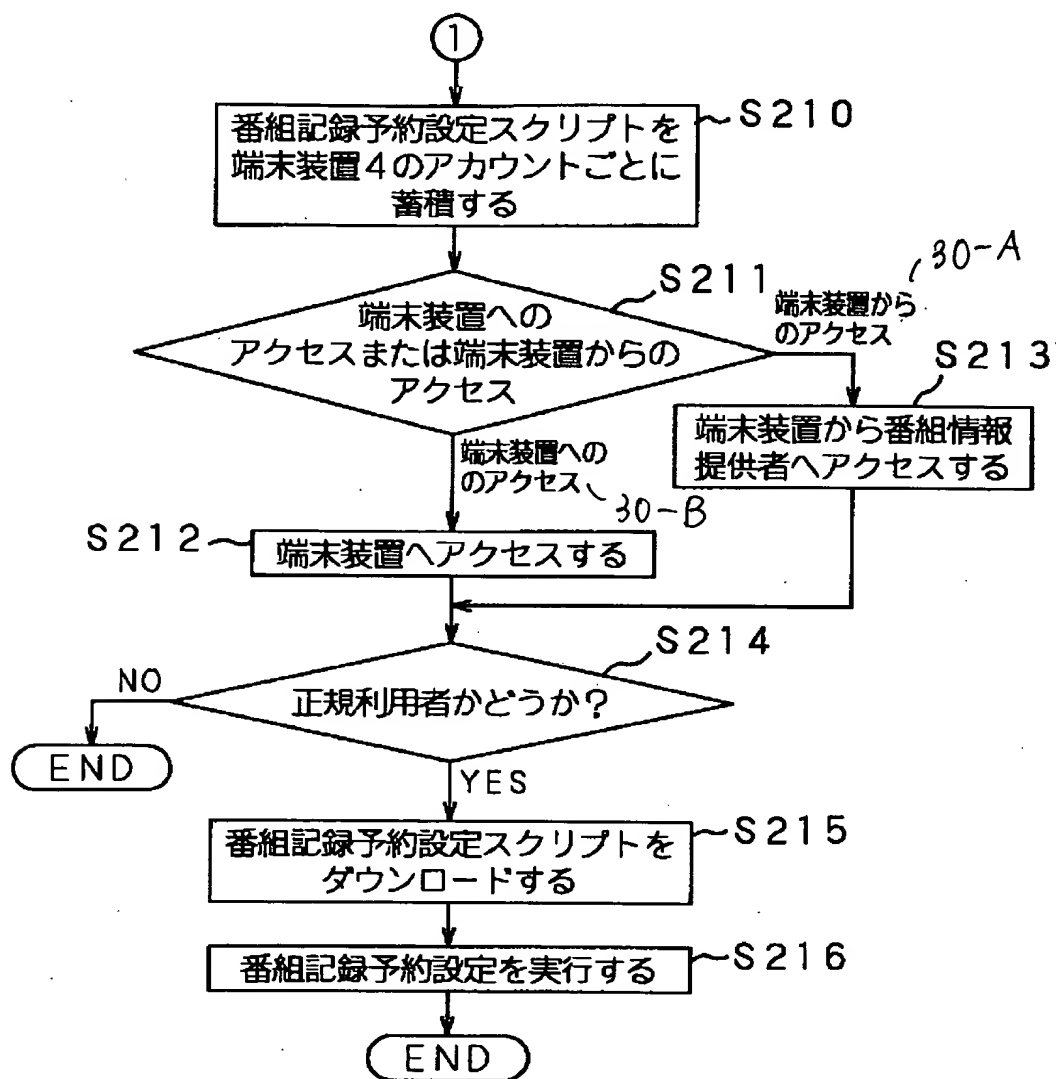 1
番組記録予約設定スクリプトを
端末装置4のアカウントごとに
蓄積する
S210
端末装置への
アクセスまたは端末装置からの
アクセス
S211
端末装置から
のアクセス
30-A
S213
端末装置から番組情報
提供者へアクセスする
端末装置への
のアクセス
30-B
S212
端末装置へアクセスする
S214
正規利用者かどうか?
NO
END
YES
番組記録予約設定スクリプトを
ダウンロードする
S215
番組記録予約設定を実行する
S216
END